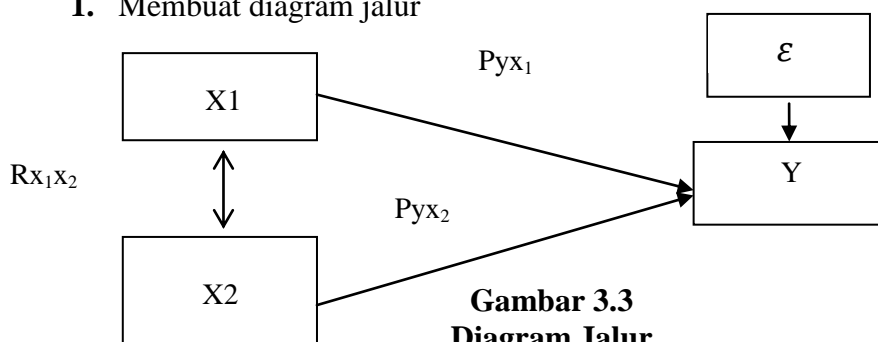 1. Membuat diagram jalur
Pyx₁
ε
X1
Rx₁x₂
Y
Pyx₂
X2
Gambar 3.3
Diagram Jalur